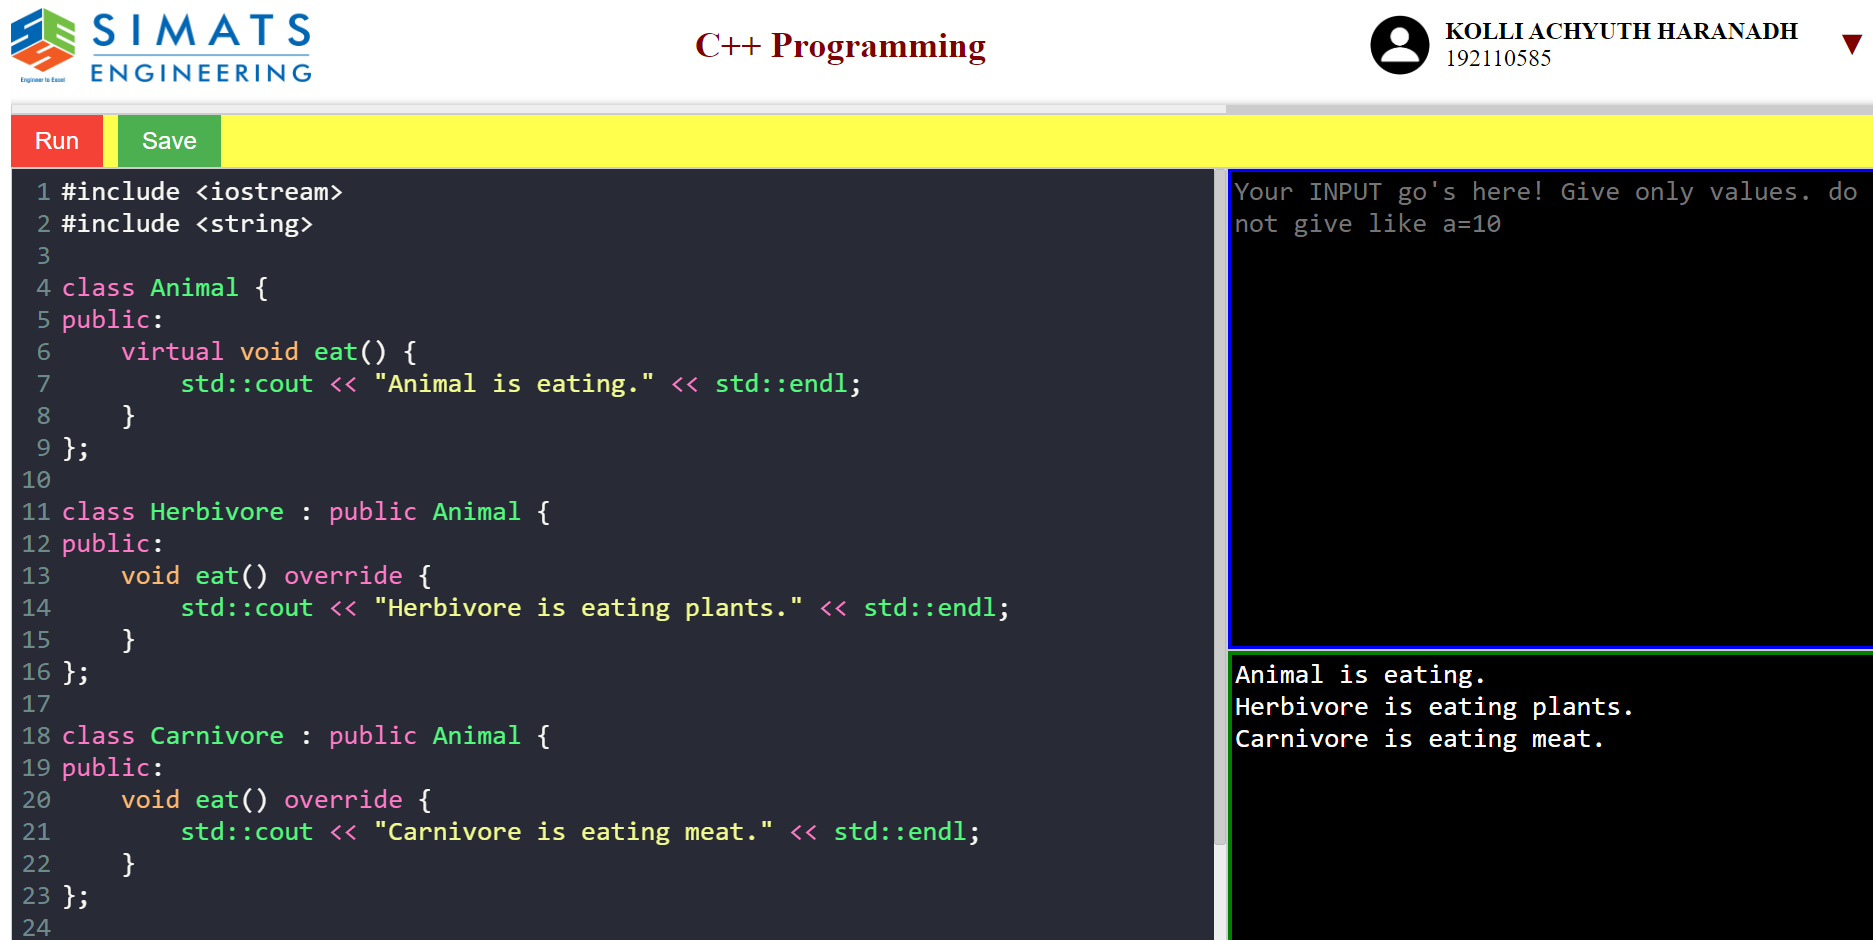 SIMATS
ENGINEERING
Engineer to Excel
C++ Programming
KOLLI ACHYUTH HARANADH
192110585
▼
Run
Save
1 #include <iostream>
2 #include <string>
3
4 class Animal {
5 public:
6     virtual void eat() {
7         std::cout << "Animal is eating." << std::endl;
8     }
9 };
10
11 class Herbivore : public Animal {
12 public:
13     void eat() override {
14         std::cout << "Herbivore is eating plants." << std::endl;
15     }
16 };
17
18 class Carnivore : public Animal {
19 public:
20     void eat() override {
21         std::cout << "Carnivore is eating meat." << std::endl;
22     }
23 };
24
Your INPUT go's here! Give only values. do
not give like a=10
Animal is eating.
Herbivore is eating plants.
Carnivore is eating meat.